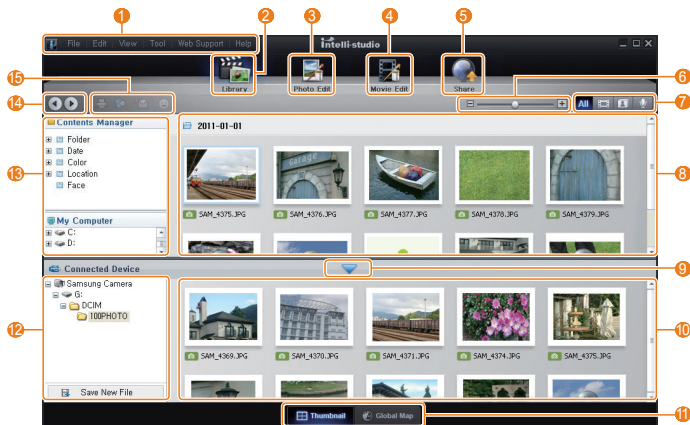 1 2 3 4 5
File Edit View Tool Web Support Help
intelli-studio
Library Photo Edit Movie Edit Share
15 6
14 All 7
Contents Manager
2011-01-01
Folder
Date
Color
Location
Face
13 8
SAM_4375.JPG SAM_4376.JPG SAM_4377.JPG SAM_4378.JPG SAM_4379.JPG
My Computer
C:
D:
Connected Device 9
Samsung Camera
G:
DCIM
100PHOTO
12 10
SAM_4369.JPG SAM_4370.JPG SAM_4371.JPG SAM_4374.JPG SAM_4375.JPG
Save New File
Thumbnail Global Map 11